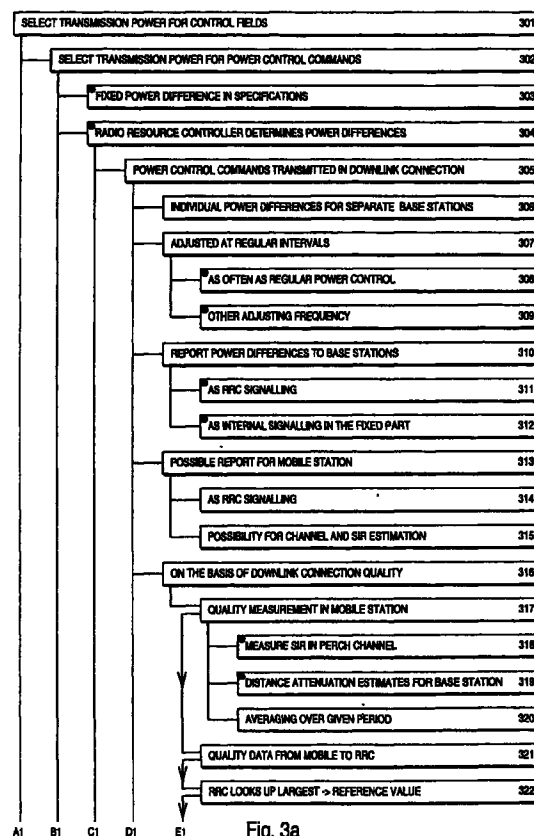 SELECT TRANSMISSION POWER FOR CONTROL FIELDS 301
SELECT TRANSMISSION POWER FOR POWER CONTROL COMMANDS 302
FIXED POWER DIFFERENCE IN SPECIFICATIONS 303
RADIO RESOURCE CONTROLLER DETERMINES POWER DIFFERENCES 304
POWER CONTROL COMMANDS TRANSMITTED IN DOWNLINK CONNECTION 305
INDIVIDUAL POWER DIFFERENCES FOR SEPARATE BASE STATIONS 306
ADJUSTED AT REGULAR INTERVALS 307
AS OFTEN AS REGULAR POWER CONTROL 308
OTHER ADJUSTING FREQUENCY 309
REPORT POWER DIFFERENCES TO BASE STATIONS 310
AS RRC SIGNALLING 311
AS INTERNAL SIGNALLING IN THE FIXED PART 312
POSSIBLE REPORT FOR MOBILE STATION 313
AS RRC SIGNALLING 314
POSSIBILITY FOR CHANNEL AND SIR ESTIMATION 315
ON THE BASIS OF DOWNLINK CONNECTION QUALITY 316
QUALITY MEASUREMENT IN MOBILE STATION 317
MEASURE SIR IN PERCH CHANNEL 318
DISTANCE ATTENUATION ESTIMATES FOR BASE STATION 319
AVERAGING OVER GIVEN PERIOD 320
QUALITY DATA FROM MOBILE TO RRC 321
RRC LOOKS UP LARGEST -> REFERENCE VALUE 322
A1 B1 C1 D1 E1
Fig. 3a